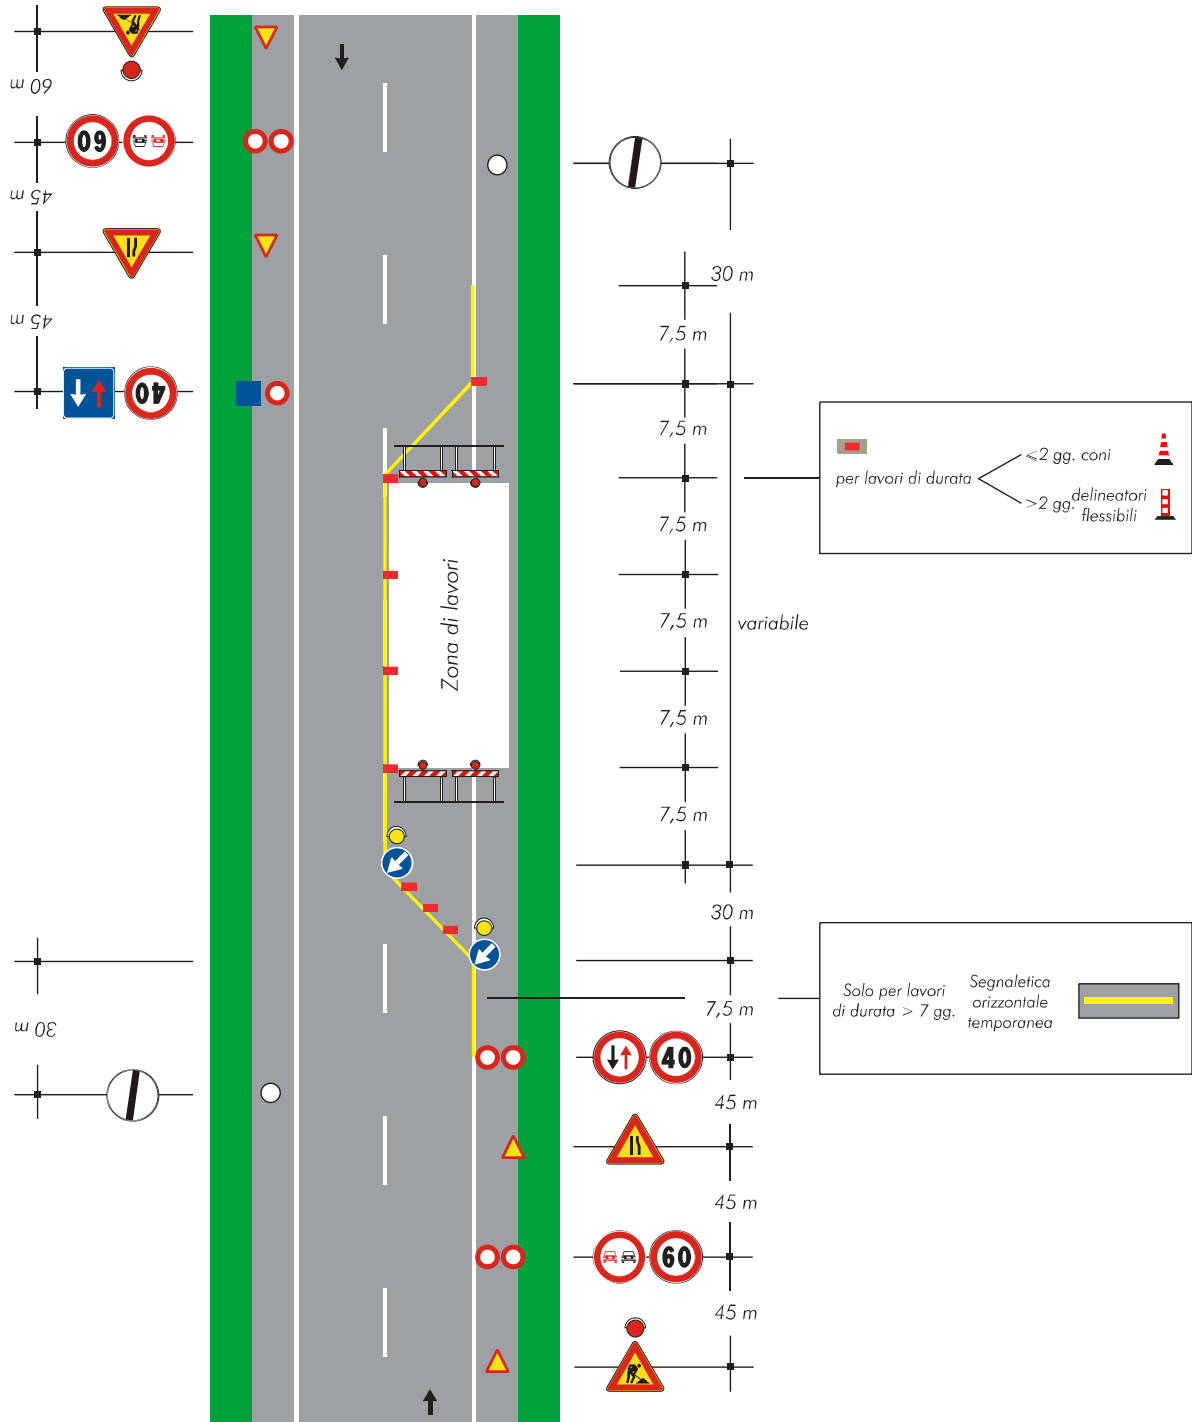 60 m
60
45 m
45 m
40
30 m
7,5 m
7,5 m
7,5 m
7,5 m
7,5 m
7,5 m
variabile
30 m
7,5 m
40
45 m
45 m
60
45 m
Zona di lavori
30 m
per lavori di durata
≤2 gg. coni
>2 gg. delineatori
flessibili
Solo per lavori
di durata > 7 gg.
Segnaletica
orizzontale
temporanea